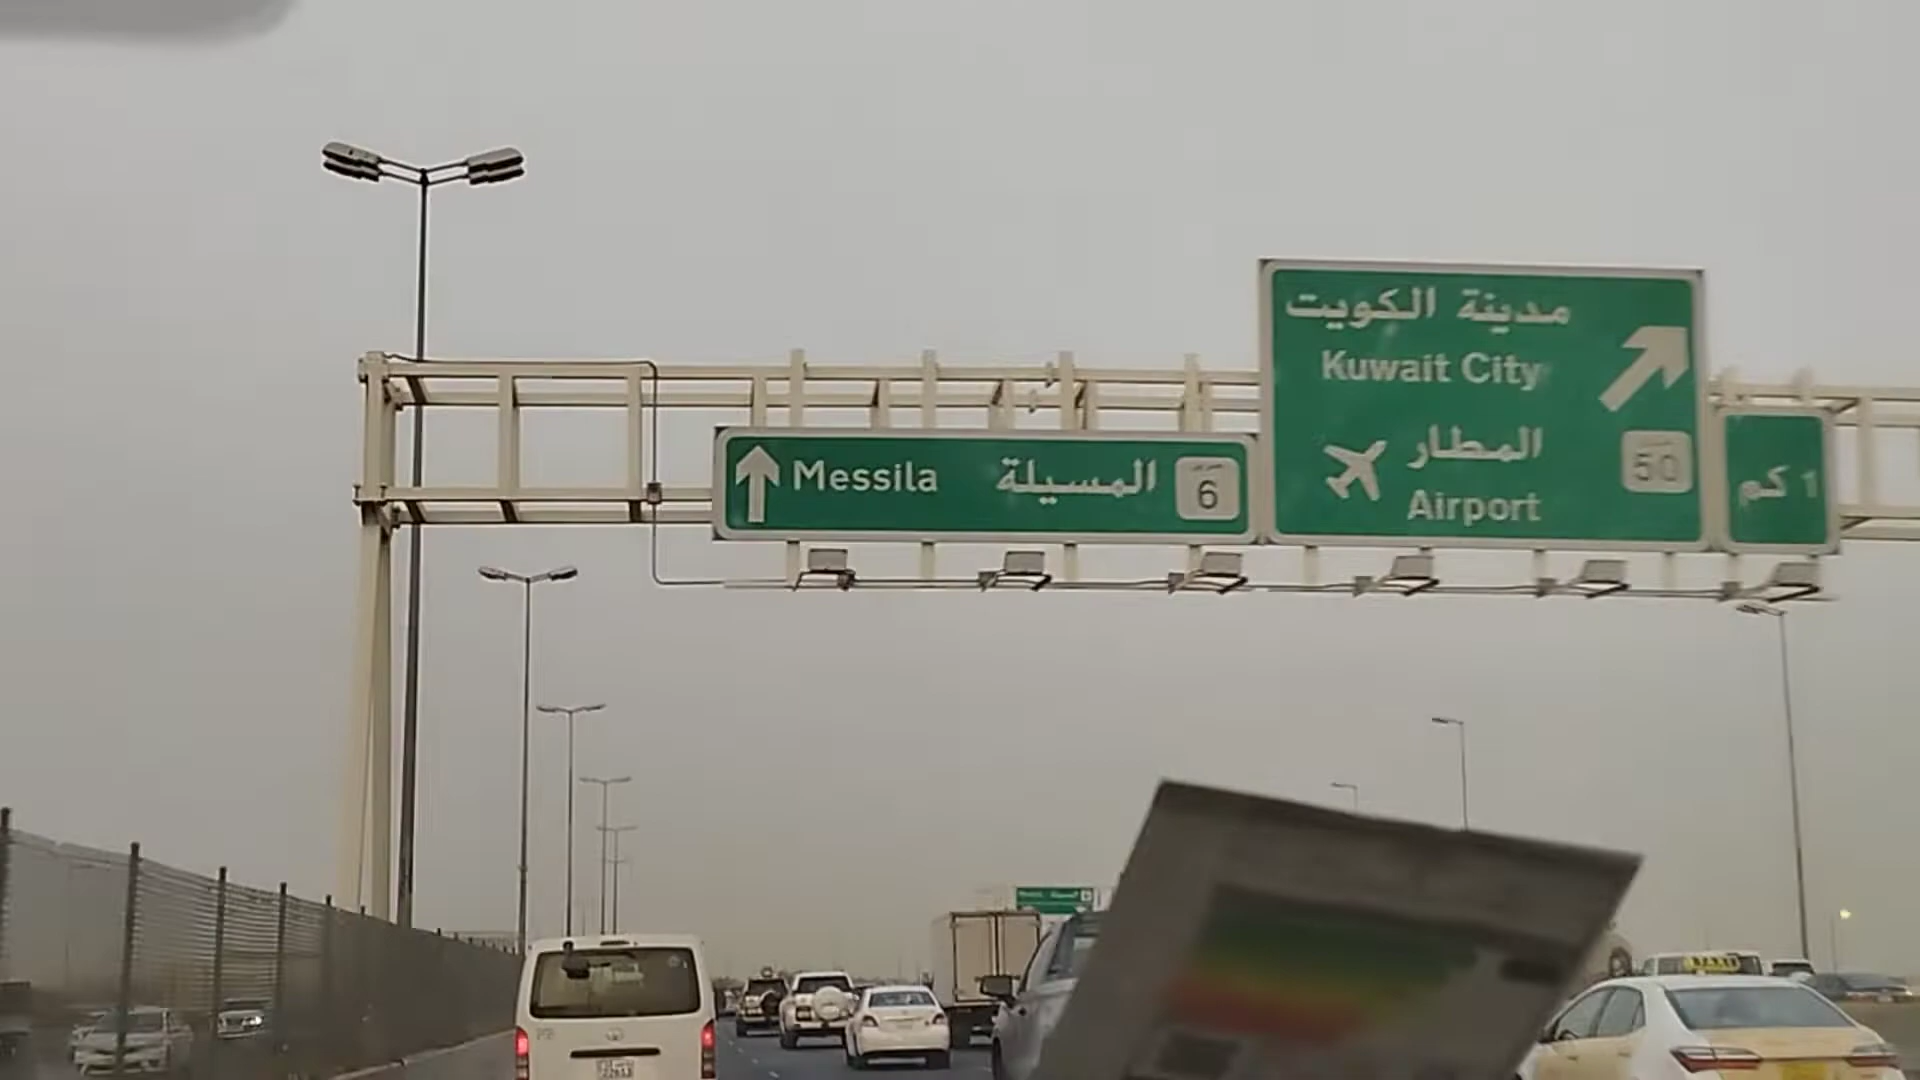 Messila المسيلة 6
مدينة الكويت
Kuwait City
المطار
Airport
50
1 كم
TAXI